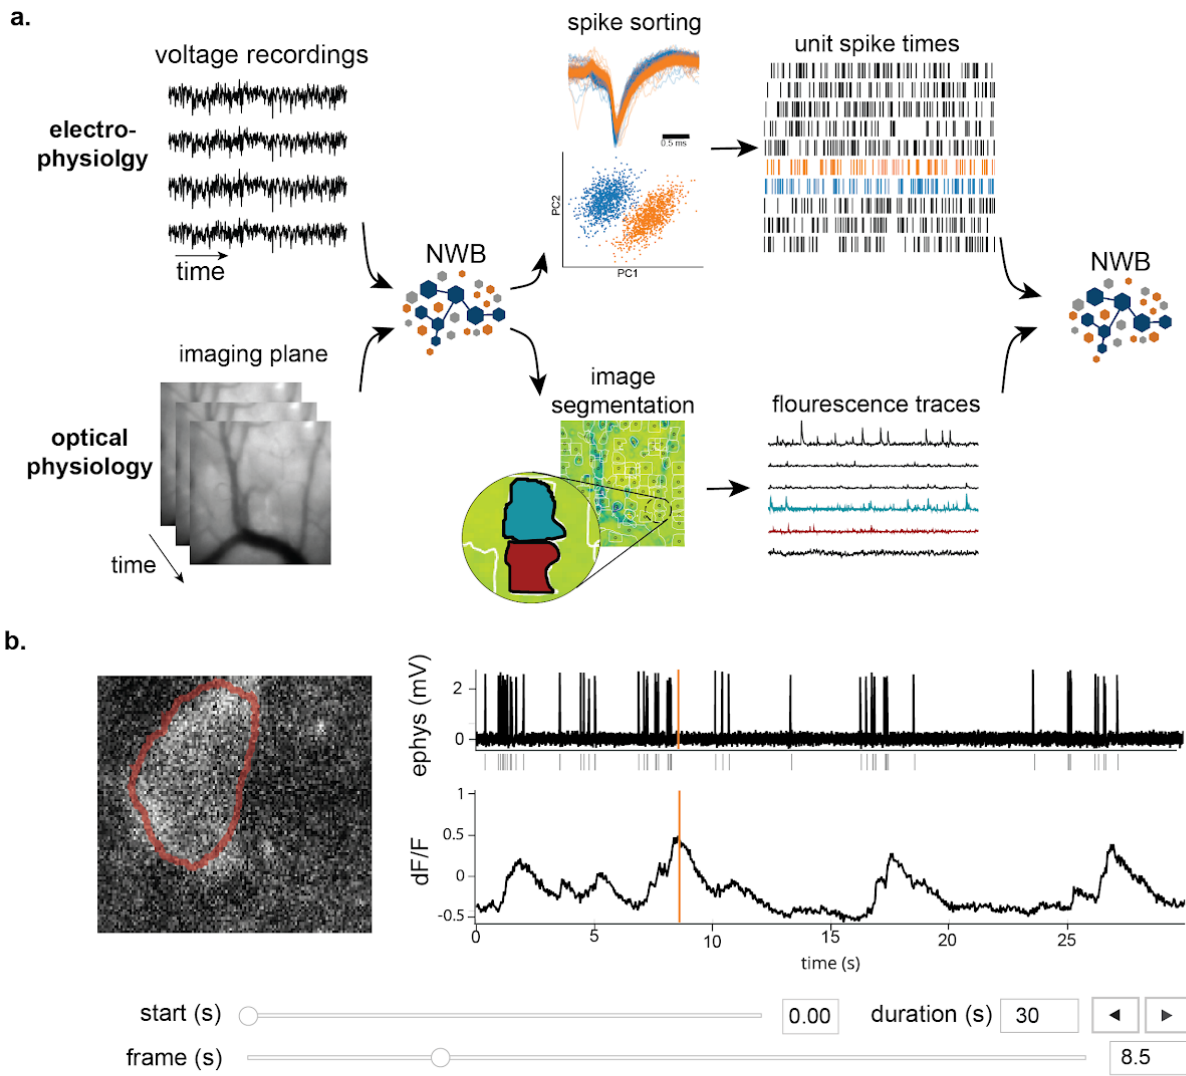 a.
voltage recordings
electro-
physiolgy
time
spike sorting
0.5 ms
PC2
PC1
unit spike times
NWB
NWB
imaging plane
optical
physiology
time
image
segmentation
flourescence traces
b.
ephys (mV)
2
0
dF/F
1
0.5
0
-0.5
0
5
10
15
20
25
time (s)
start (s)
0.00
duration (s)
30
frame (s)
8.5